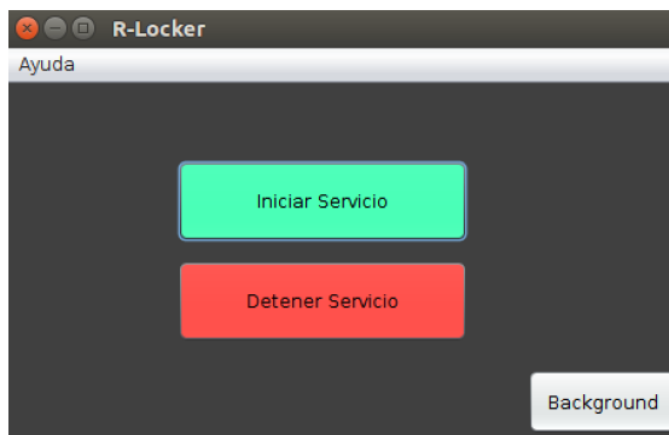 R-Locker
Ayuda
Iniciar Servicio
Detener Servicio
Background